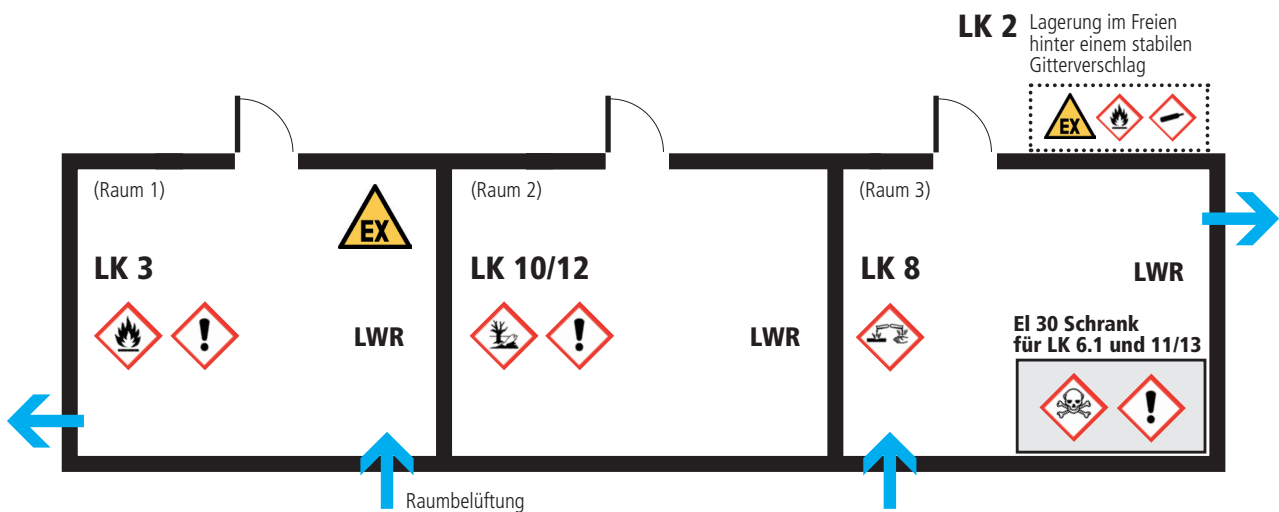 LK 2 Lagerung im Freien
hinter einem stabilen
Gitterverschlag
EX
(Raum 1)
EX
LK 3
LWR
(Raum 2)
LK 10/12
LWR
(Raum 3)
LK 8
LWR
EI 30 Schrank
für LK 6.1 und 11/13
Raumbelüftung